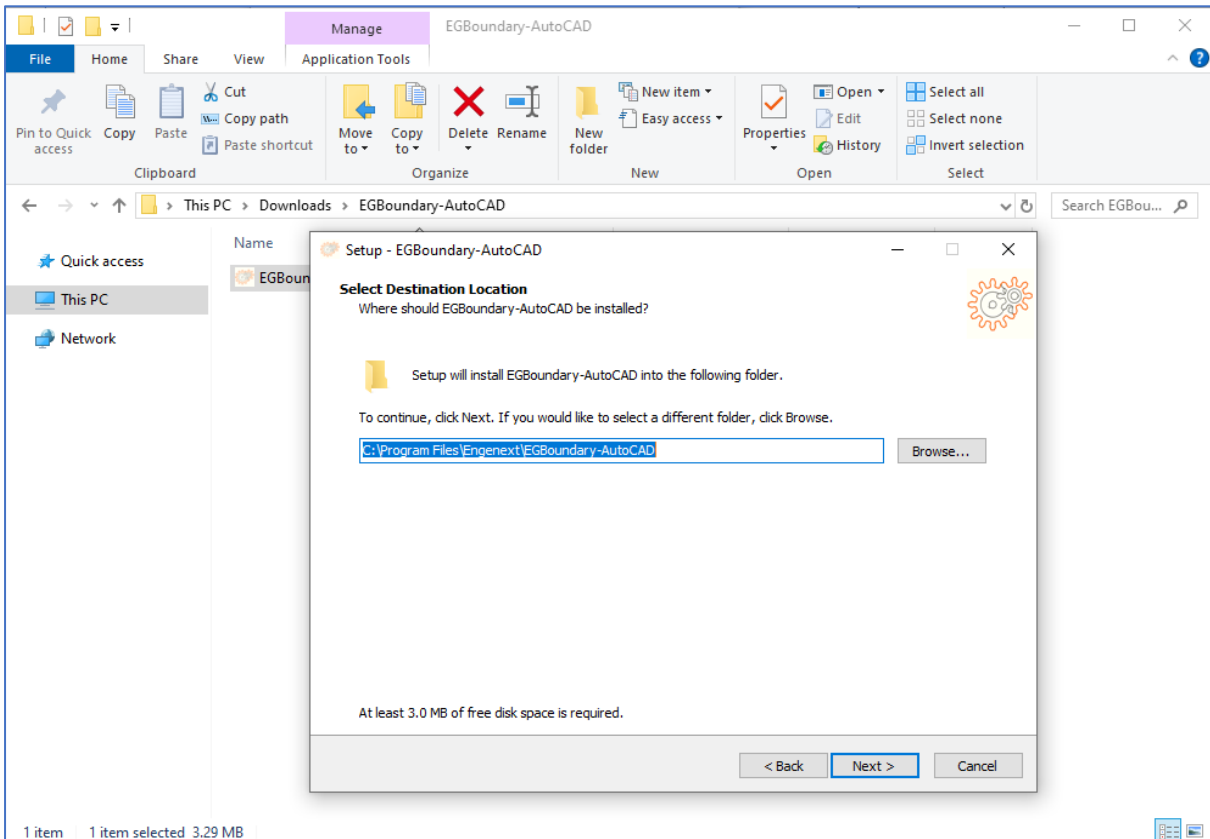 Manage
EGBoundary-AutoCAD
File
Home
Share
View
Application Tools
Pin to Quick
access
Copy
Paste
Cut
Copy path
Paste shortcut
Clipboard
Move
to
Copy
to
Delete
Rename
Organize
New
folder
New item
Easy access
New
Properties
Open
Edit
History
Open
Select all
Select none
Invert selection
Select
This PC > Downloads > EGBoundary-AutoCAD
Search EGBou...
Quick access
This PC
Network
Name
EGBoun
Setup - EGBoundary-AutoCAD
Select Destination Location
Where should EGBoundary-AutoCAD be installed?
Setup will install EGBoundary-AutoCAD into the following folder.
To continue, click Next. If you would like to select a different folder, click Browse.
C:\Program Files\Engenext\EGBoundary-AutoCAD
Browse...
At least 3.0 MB of free disk space is required.
< Back
Next >
Cancel
1 item
1 item selected 3.29 MB